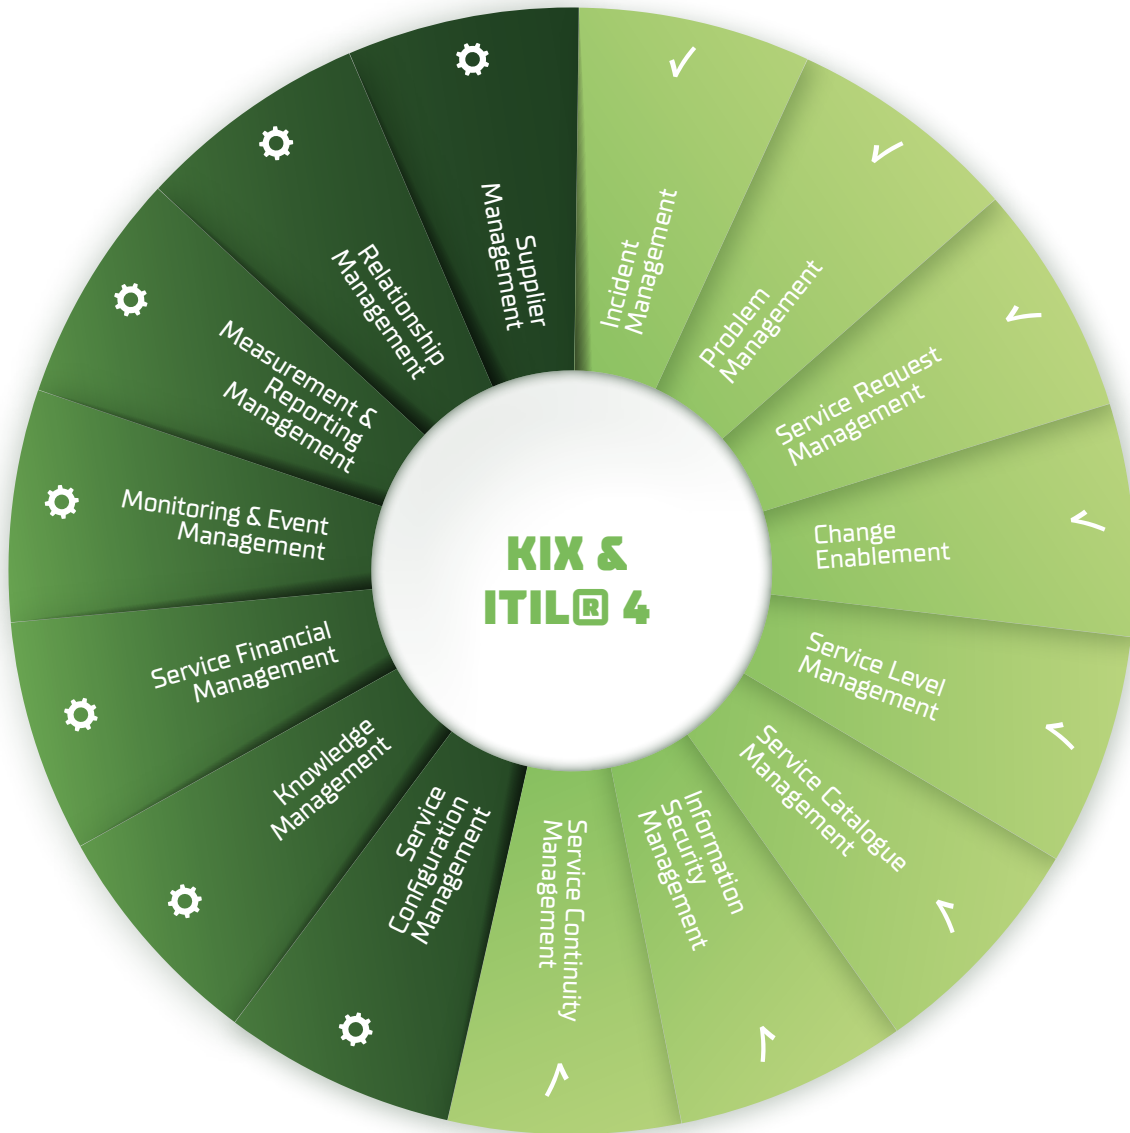 KIX &
ITIL® 4
Incident
Management
Problem
Management
Service Request
Management
Change
Enablement
Service Level
Management
Service Catalogue
Management
Information
Security
Management
Service Continuity
Management
Service
Configuration
Management
Knowledge
Management
Service Financial
Management
Monitoring & Event
Management
Measurement &
Reporting
Management
Relationship
Management
Supplier
Management